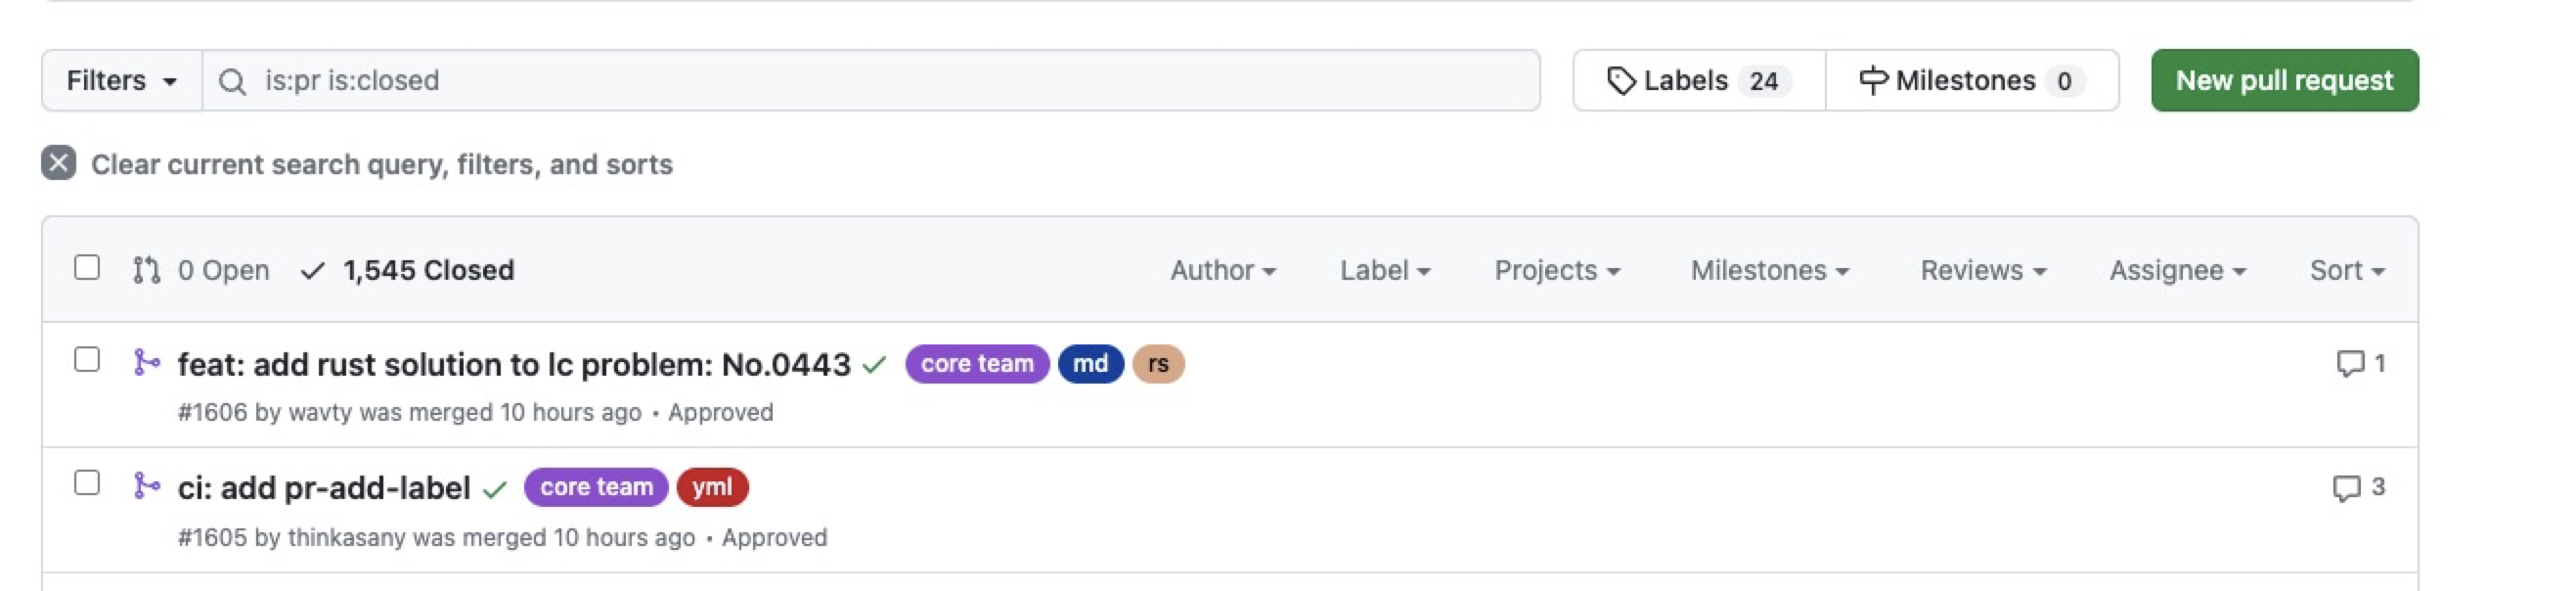 Filters is:pr is:closed Labels 24 Milestones 0 New pull request
Clear current search query, filters, and sorts
0 Open 1,545 Closed Author Label Projects Milestones Reviews Assignee Sort
feat: add rust solution to lc problem: No.0443 core team md rs 1
#1606 by wavty was merged 10 hours ago • Approved
ci: add pr-add-label core team yml 3
#1605 by thinkasany was merged 10 hours ago • Approved